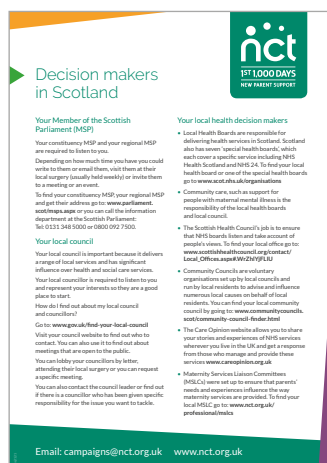 nct
1ST 1,000 DAYS
NEW PARENT SUPPORT
Decision makers
in Scotland
Your Member of the Scottish
Parliament (MSP)
Your constituency MSP and your regional MSP
are required to listen to you.
Depending on how much time you have you could
write to them or email them, visit them at their
local surgery (usually held weekly) or invite them
to a meeting or an event.
To find your constituency MSP, your regional MSP
and get their address go to: www.parliament.
scot/msps.aspx or you can call the information
department at the Scottish Parliament:
Tel: 0131 348 5000 or 0800 092 7500.
Your local council
Your local council is important because it delivers
a range of local services and has significant
influence over health and social care services.
Your local councillor is required to listen to you
and represent your interests so they are a good
place to start.
How do I find out about my local council
and councillors?
Go to: www.gov.uk/find-your-local-council
Visit your council website to find out who to
contact. You can also use it to find out about
meetings that are open to the public.
You can lobby your councillors by letter,
attending their local surgery or you can request
a specific meeting.
You can also contact the council leader or find out
if there is a councillor who has been given specific
responsibility for the issue you want to tackle.
Your local health decision makers
• Local Health Boards are responsible for
delivering health services in Scotland. Scotland
also has seven 'special health boards', which
each cover a specific service including NHS
Health Scotland and NHS 24. To find your local
health board or one of the special health boards
go to www.scot.nhs.uk/organisations
• Community care, such as support for
people with maternal mental illness is the
responsibility of the local health boards
and local council.
• The Scottish Health Council's job is to ensure
that NHS boards listen and take account of
people's views. To find your local office go to:
www.scottishhealthcouncil.org/contact/
Local_Offices.aspx#.WrZhIYjFLIU
• Community Councils are voluntary
organisations set up by local councils and
run by local residents to advise and influence
numerous local causes on behalf of local
residents. You can find your local community
council by going to: www.communitycouncils.
scot/community-council-finder.html
• The Care Opinion website allows you to share
your stories and experiences of NHS services
wherever you live in the UK and get a response
from those who manage and provide these
services www.careopinion.org.uk
• Maternity Services Liaison Committees
(MSLCs) were set up to ensure that parents'
needs and experiences influence the way
maternity services are provided. To find your
local MSLC go to: www.nct.org.uk/
professional/mslcs
Email: campaigns@nct.org.uk www.nct.org.uk